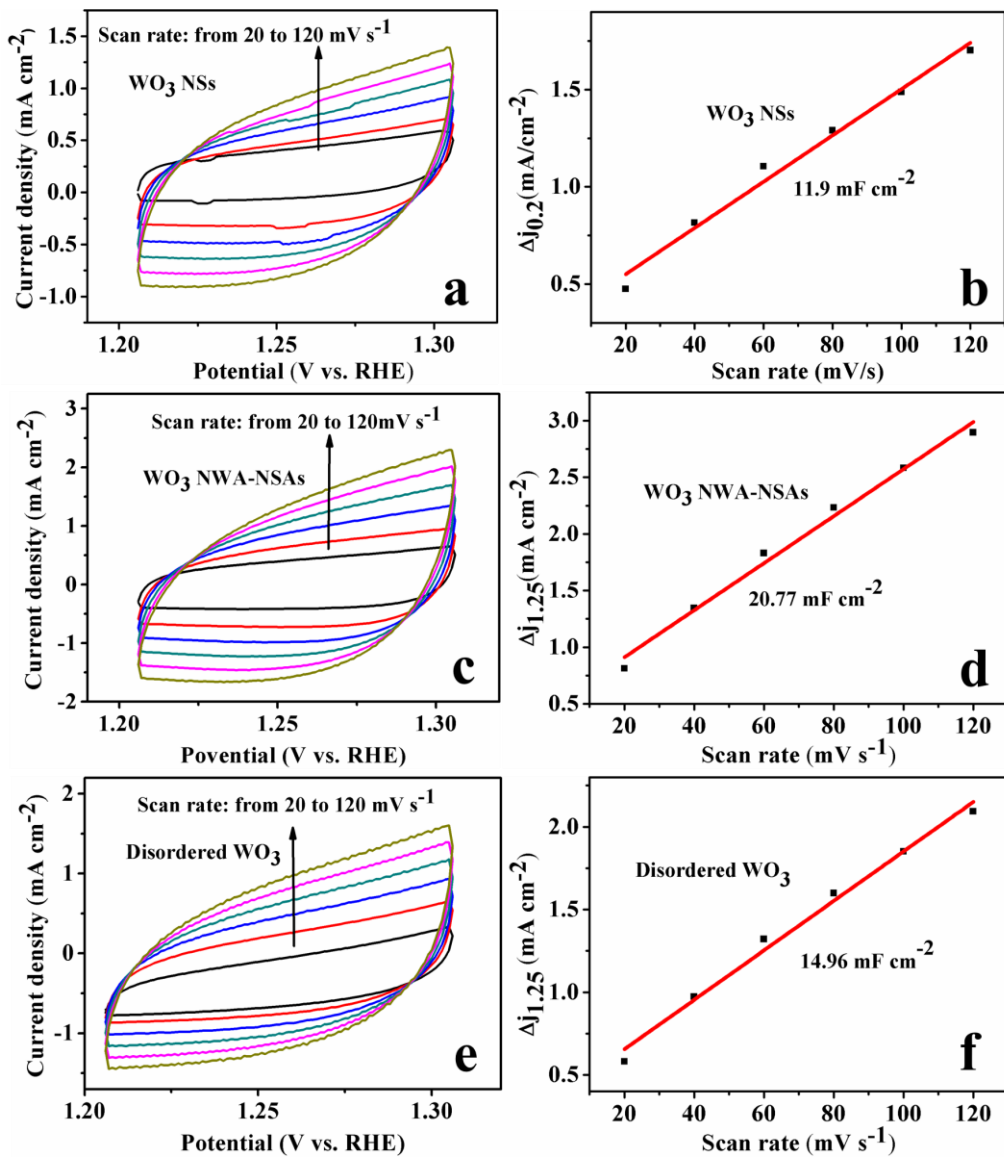 Scan rate: from 20 to 120 mV s⁻¹
WO₃ NSs
Current density (mA cm⁻²)
1.5
1.0
0.5
0.0
-0.5
-1.0
1.20
1.25
1.30
Potential (V vs. RHE)
a
WO₃ NSs
11.9 mF cm⁻²
Δj₀.₂(mA/cm⁻²)
1.5
1.0
0.5
20
40
60
80
100
120
Scan rate (mV/s)
b
Scan rate: from 20 to 120mV s⁻¹
WO₃ NWA-NSAs
Current density (mA cm⁻²)
3
2
1
0
-1
-2
1.20
1.25
1.30
Povential (V vs. RHE)
c
WO₃ NWA-NSAs
20.77 mF cm⁻²
Δj₁.₂₅(mA cm⁻²)
3.0
2.5
2.0
1.5
1.0
0.5
20
40
60
80
100
120
Scan rate (mV s⁻¹)
d
Scan rate: from 20 to 120 mV s⁻¹
Disordered WO₃
Current density (mA cm⁻²)
2
1
0
-1
1.20
1.25
1.30
Potential (V vs. RHE)
e
Disordered WO₃
14.96 mF cm⁻²
Δj₁.₂₅(mA cm⁻²)
2.0
1.5
1.0
0.5
20
40
60
80
100
120
Scan rate (mV s⁻¹)
f